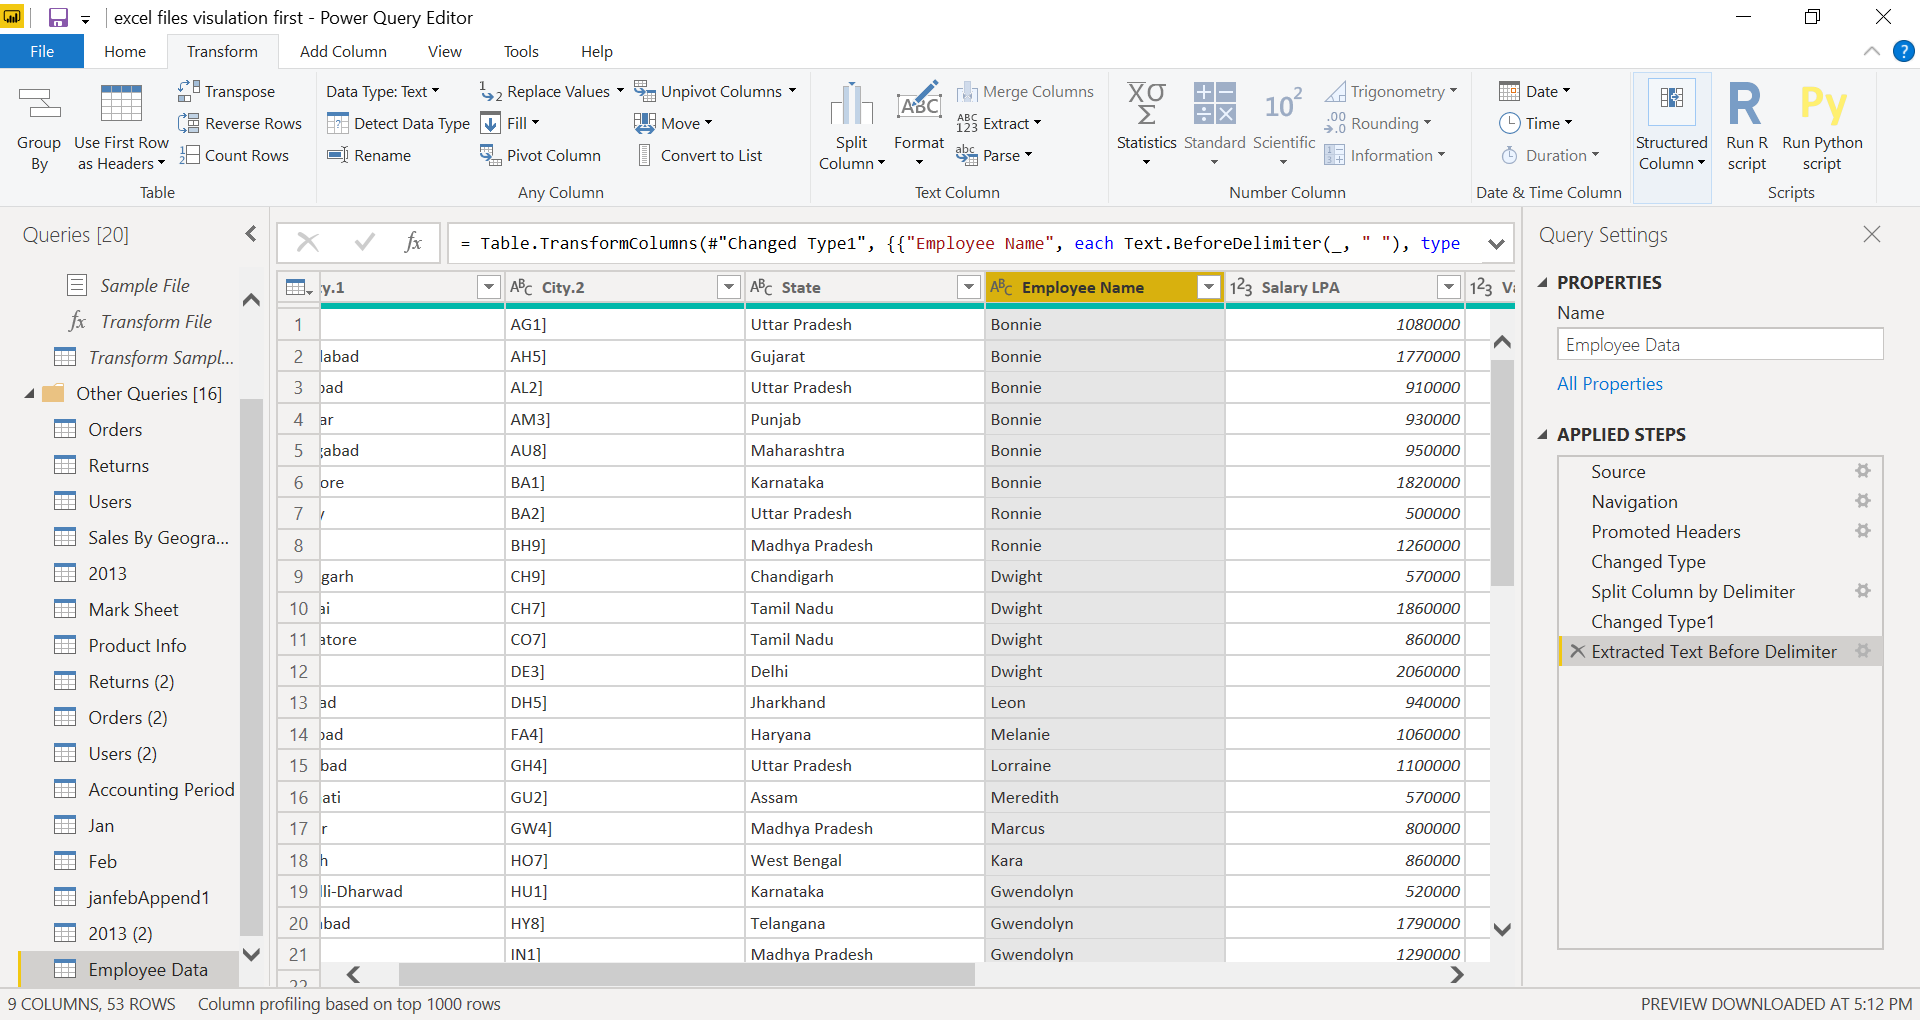 excel files visulation first - Power Query Editor
File Home Transform Add Column View Tools Help
Group By
Use First Row as Headers
Transpose
Reverse Rows
Count Rows
Table
Data Type: Text
Detect Data Type
Rename
Replace Values
Fill
Pivot Column
Unpivot Columns
Move
Convert to List
Any Column
Split Column
Format
Merge Columns
Extract
Parse
Text Column
Statistics
Standard
Scientific
Trigonometry
Rounding
Information
Number Column
Date
Time
Duration
Date & Time Column
Structured Column
Run R script
Run Python script
Scripts
Queries [20]
Sample File
Transform File
Transform Sampl...
Other Queries [16]
Orders
Returns
Users
Sales By Geogra...
2013
Mark Sheet
Product Info
Returns (2)
Orders (2)
Users (2)
Accounting Period
Jan
Feb
janfebAppend1
2013 (2)
Employee Data
= Table.TransformColumns(#"Changed Type1", {{"Employee Name", each Text.BeforeDelimiter(_, " "), type
y.1 City.2 State Employee Name Salary LPA
1 AG1] Uttar Pradesh Bonnie 1080000
2 labad AH5] Gujarat Bonnie 1770000
3 bad AL2] Uttar Pradesh Bonnie 910000
4 ar AM3] Punjab Bonnie 930000
5 gabad AU8] Maharashtra Bonnie 950000
6 ore BA1] Karnataka Bonnie 1820000
7 y BA2] Uttar Pradesh Ronnie 500000
8 BH9] Madhya Pradesh Ronnie 1260000
9 garh CH9] Chandigarh Dwight 570000
10 ai CH7] Tamil Nadu Dwight 1860000
11 atore CO7] Tamil Nadu Dwight 860000
12 DE3] Delhi Dwight 2060000
13 ad DH5] Jharkhand Leon 940000
14 bad FA4] Haryana Melanie 1060000
15 bad GH4] Uttar Pradesh Lorraine 1100000
16 ati GU2] Assam Meredith 570000
17 r GW4] Madhya Pradesh Marcus 800000
18 h HO7] West Bengal Kara 860000
19 lli-Dharwad HU1] Karnataka Gwendolyn 520000
20 bad HY8] Telangana Gwendolyn 1790000
21 IN1] Madhya Pradesh Gwendolyn 1290000
22
Query Settings
PROPERTIES
Name
Employee Data
All Properties
APPLIED STEPS
Source
Navigation
Promoted Headers
Changed Type
Split Column by Delimiter
Changed Type1
Extracted Text Before Delimiter
9 COLUMNS, 53 ROWS Column profiling based on top 1000 rows
PREVIEW DOWNLOADED AT 5:12 PM